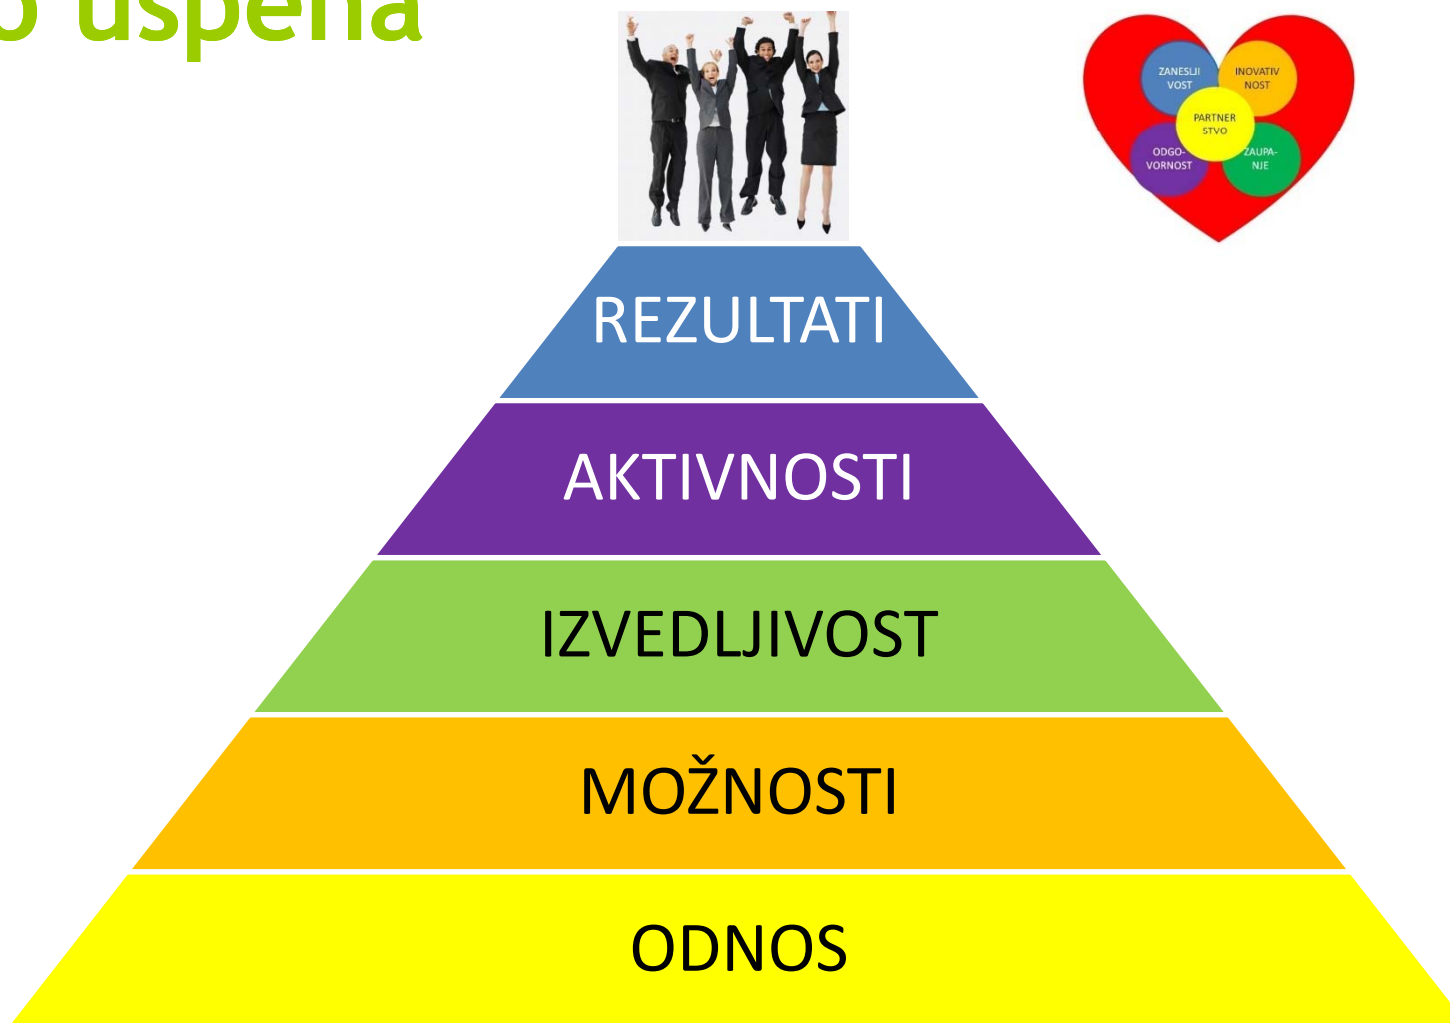 uspeha
ZANESLJI
VOST
INOVATIV
NOST
PARTNER
STVO
ODGO-
VORNOST
ZAUPA-
NJE
REZULTATI
AKTIVNOSTI
IZVEDLJIVOST
MOŽNOSTI
ODNOS